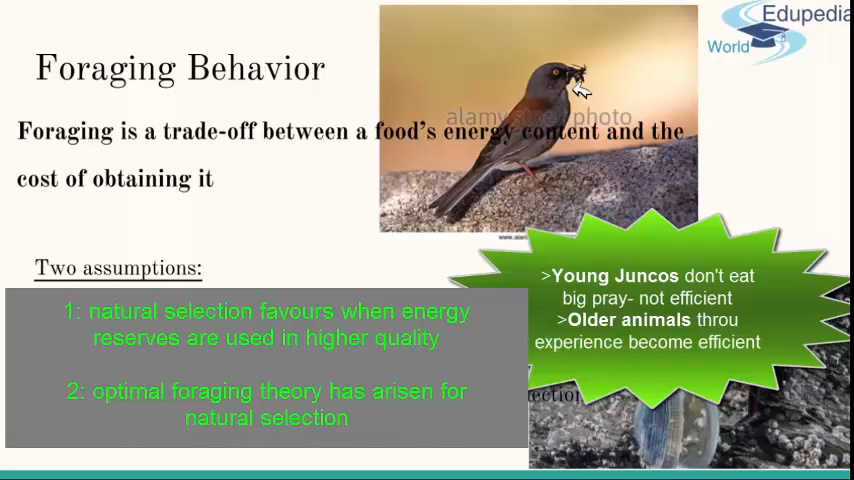 Edupedia
World
Foraging Behavior
alamy stock photo
Foraging is a trade-off between a food's energy content and the
cost of obtaining it
www.alam
Two assumptions:
>Young Juncos don't eat
big pray- not efficient
>Older animals throu
experience become efficient
1: natural selection favours when energy
reserves are used in higher quality
2: optimal foraging theory has arisen for
natural selection
ection